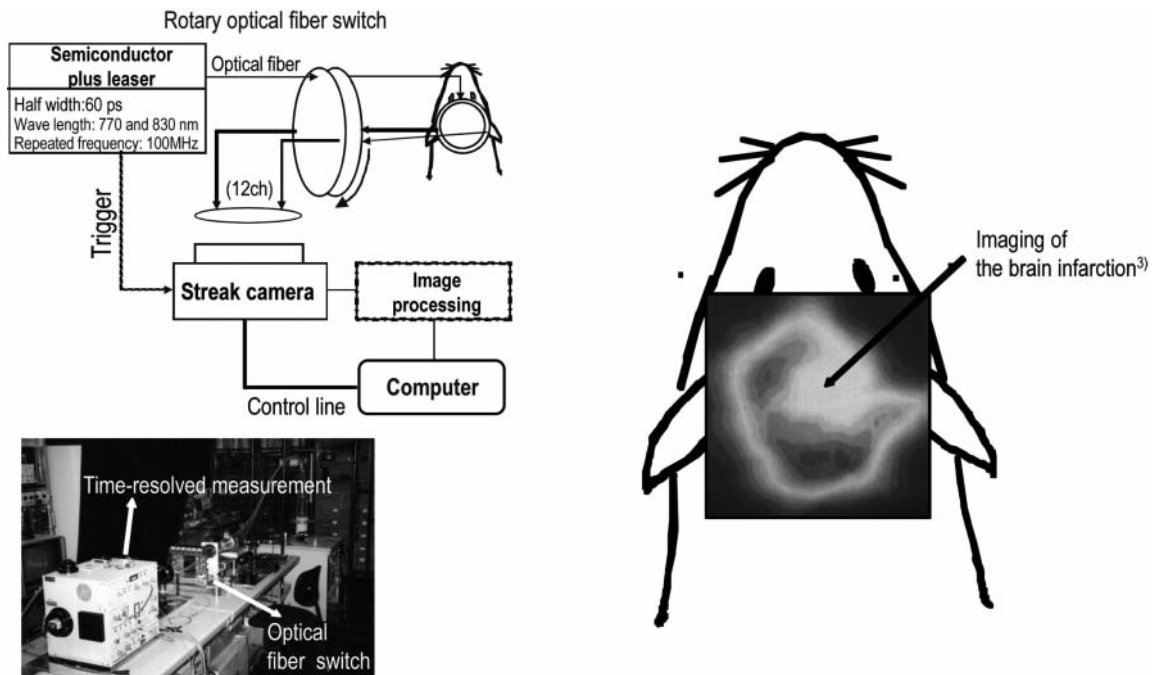 Rotary optical fiber switch
Semiconductor
plus leaser
Half width:60 ps
Wave length: 770 and 830 nm
Repeated frequency: 100MHz
Optical fiber
(12ch)
Trigger
Streak camera
Image
processing
Computer
Control line
Time-resolved measurement
Optical
fiber switch
Imaging of
the brain infarction³⁾